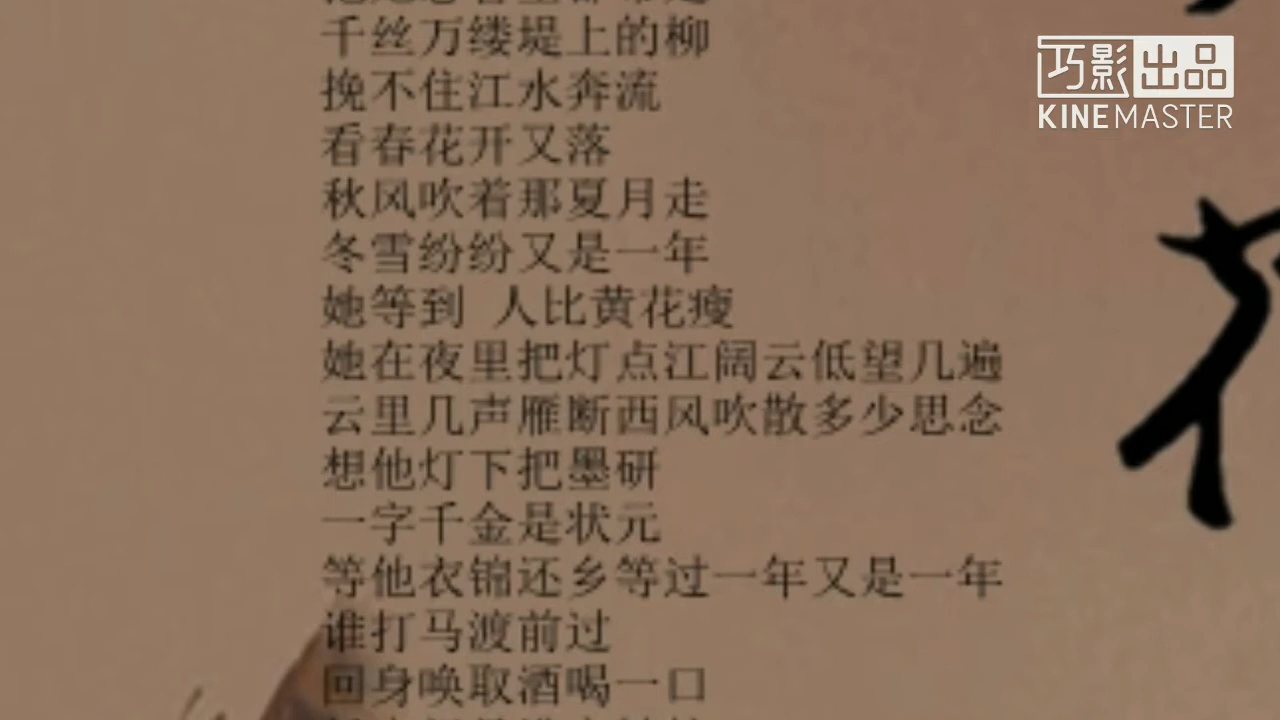 千丝万缕堤上的柳
挽不住江水奔流
看春花开又落
秋风吹着那夏月走
冬雪纷纷又是一年
她等到 人比黄花瘦
她在夜里把灯点江阔云低望几遍
云里几声雁断西风吹散多少思念
想他灯下把墨研
一字千金是状元
等他衣锦还乡等过一年又是一年
谁打马渡前过
回身唤取酒喝一口
巧影出品
KINEMASTER